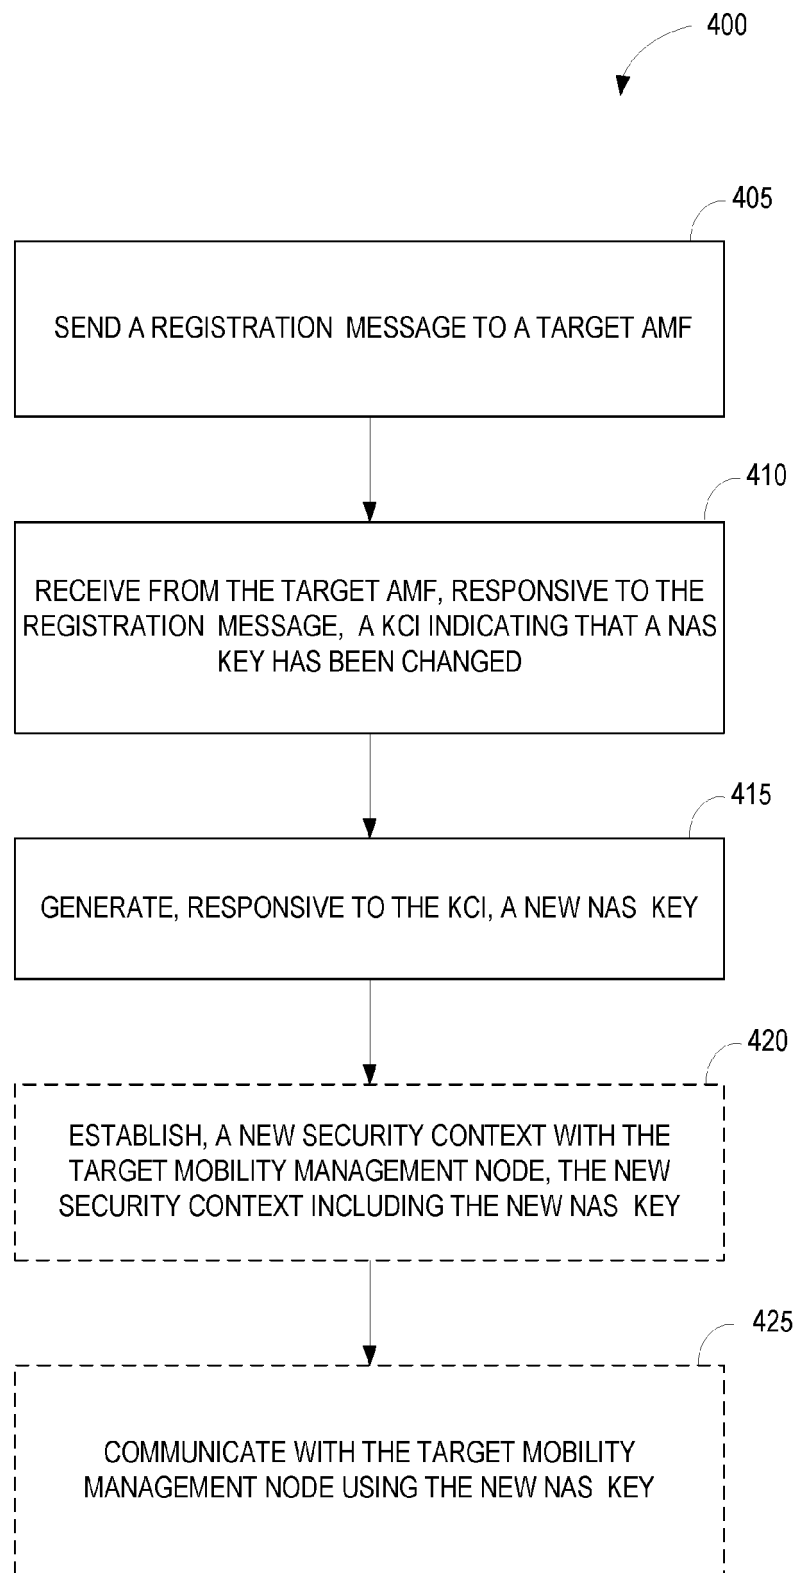 400
405
SEND A REGISTRATION MESSAGE TO A TARGET AMF
410
RECEIVE FROM THE TARGET AMF, RESPONSIVE TO THE
REGISTRATION MESSAGE, A KCI INDICATING THAT A NAS
KEY HAS BEEN CHANGED
415
GENERATE, RESPONSIVE TO THE KCI, A NEW NAS KEY
420
ESTABLISH, A NEW SECURITY CONTEXT WITH THE
TARGET MOBILITY MANAGEMENT NODE, THE NEW
SECURITY CONTEXT INCLUDING THE NEW NAS KEY
425
COMMUNICATE WITH THE TARGET MOBILITY
MANAGEMENT NODE USING THE NEW NAS KEY